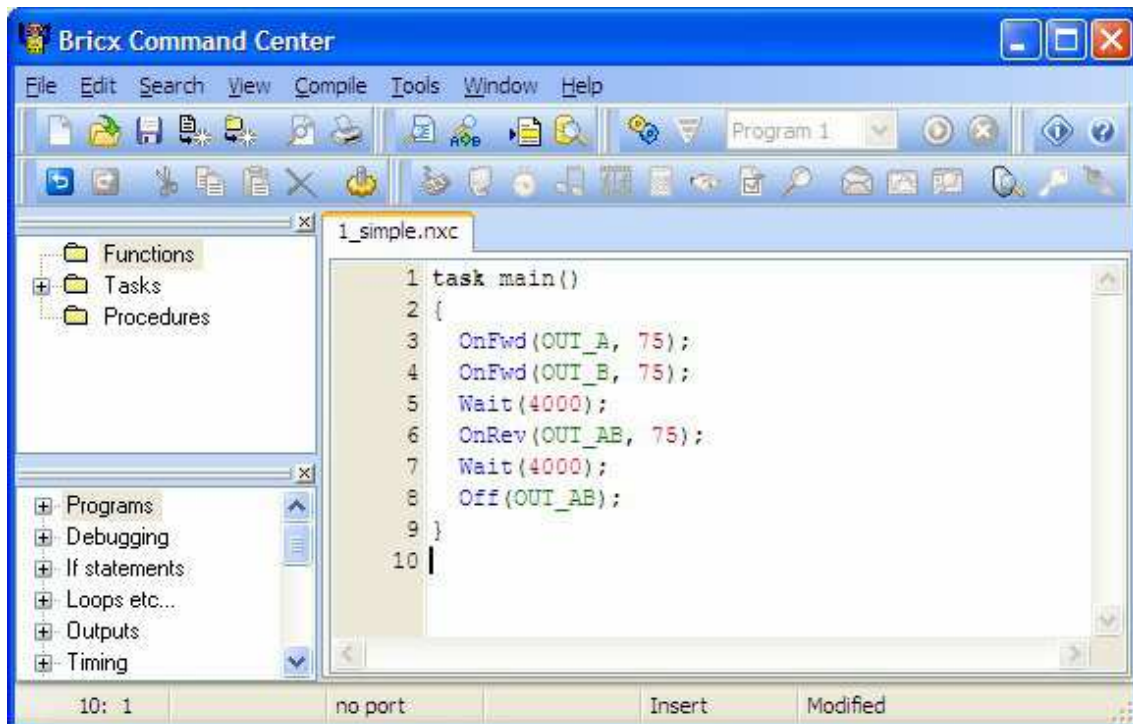 Bricx Command Center
File Edit Search View Compile Tools Window Help
Program 1
Functions
Tasks
Procedures
Programs
Debugging
If statements
Loops etc...
Outputs
Timing
1_simple.nxc
1 task main()
2 {
3 OnFwd(OUT_A, 75);
4 OnFwd(OUT_B, 75);
5 Wait(4000);
6 OnRev(OUT_AB, 75);
7 Wait(4000);
8 Off(OUT_AB);
9 }
10
10: 1 no port Insert Modified